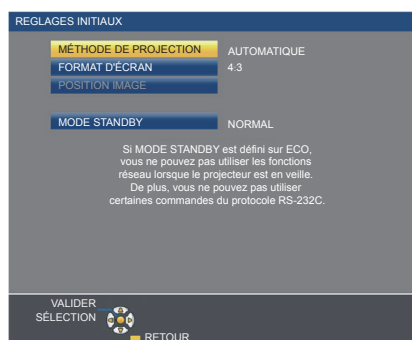 REGLAGES INITIAUX
MÉTHODE DE PROJECTION AUTOMATIQUE
FORMAT D'ÉCRAN 4:3
POSITION IMAGE
MODE STANDBY NORMAL
Si MODE STANDBY est défini sur ECO,
vous ne pouvez pas utiliser les fonctions
réseau lorsque le projecteur est en veille.
De plus, vous ne pouvez pas utiliser
certaines commandes du protocole RS-232C.
VALIDER
SÉLECTION
RETOUR